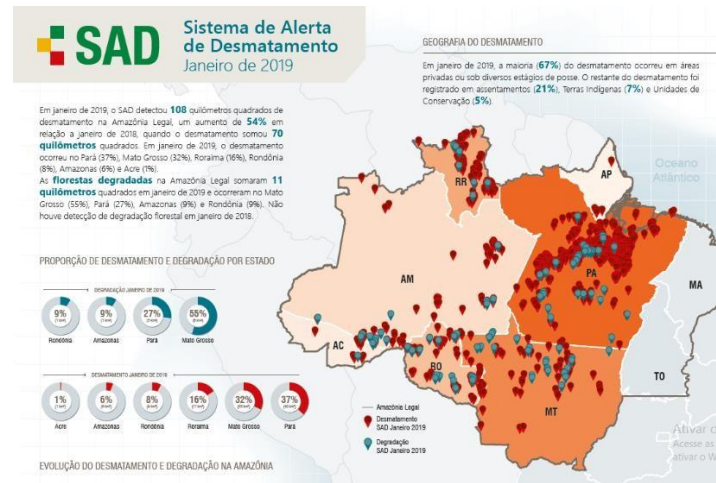 SAD
Sistema de Alerta
de Desmatamento
Janeiro de 2019
Em janeiro de 2019, o SAD detectou 108 quilômetros quadrados de
desmatamento na Amazônia Legal, um aumento de 54% em
relação a janeiro de 2018, quando o desmatamento somou 70
quilômetros quadrados. Em janeiro de 2019, o desmatamento
ocorreu no Pará (37%), Mato Grosso (32%), Roraima (16%), Rondônia
(8%), Amazonas (6%) e Acre (1%).
As florestas degradadas na Amazônia Legal somaram 11
quilômetros quadrados em janeiro de 2019 e ocorreram no Mato
Grosso (55%), Pará (27%), Amazonas (9%) e Rondônia (9%). Não
houve detecção de degradação florestal em janeiro de 2018.
PROPORÇÃO DE DESMATAMENTO E DEGRADAÇÃO POR ESTADO
DEGRADAÇÃO JANEIRO DE 2019
9% 9% 27% 55%
Rondônia Amazonas Pará Mato Grosso
DESMATAMENTO JANEIRO DE 2019
1% 6% 8% 16% 32% 37%
Acre Amazonas Rondônia Roraima Mato Grosso Pará
EVOLUÇÃO DO DESMATAMENTO E DEGRADAÇÃO NA AMAZÔNIA
GEOGRAFIA DO DESMATAMENTO
Em janeiro de 2019, a maioria (67%) do desmatamento ocorreu em áreas
privadas ou sob diversos estágios de posse. O restante do desmatamento foi
registrado em assentamentos (21%), Terras Indígenas (7%) e Unidades de
Conservação (5%).
Oceano
Atlântico
RR
AP
AM
PA
MA
AC
RO
TO
MT
Amazônia Legal
Desmatamento
SAD Janeiro 2019
Degradação
SAD Janeiro 2019
Ativar o
Acesse as
ativar o W